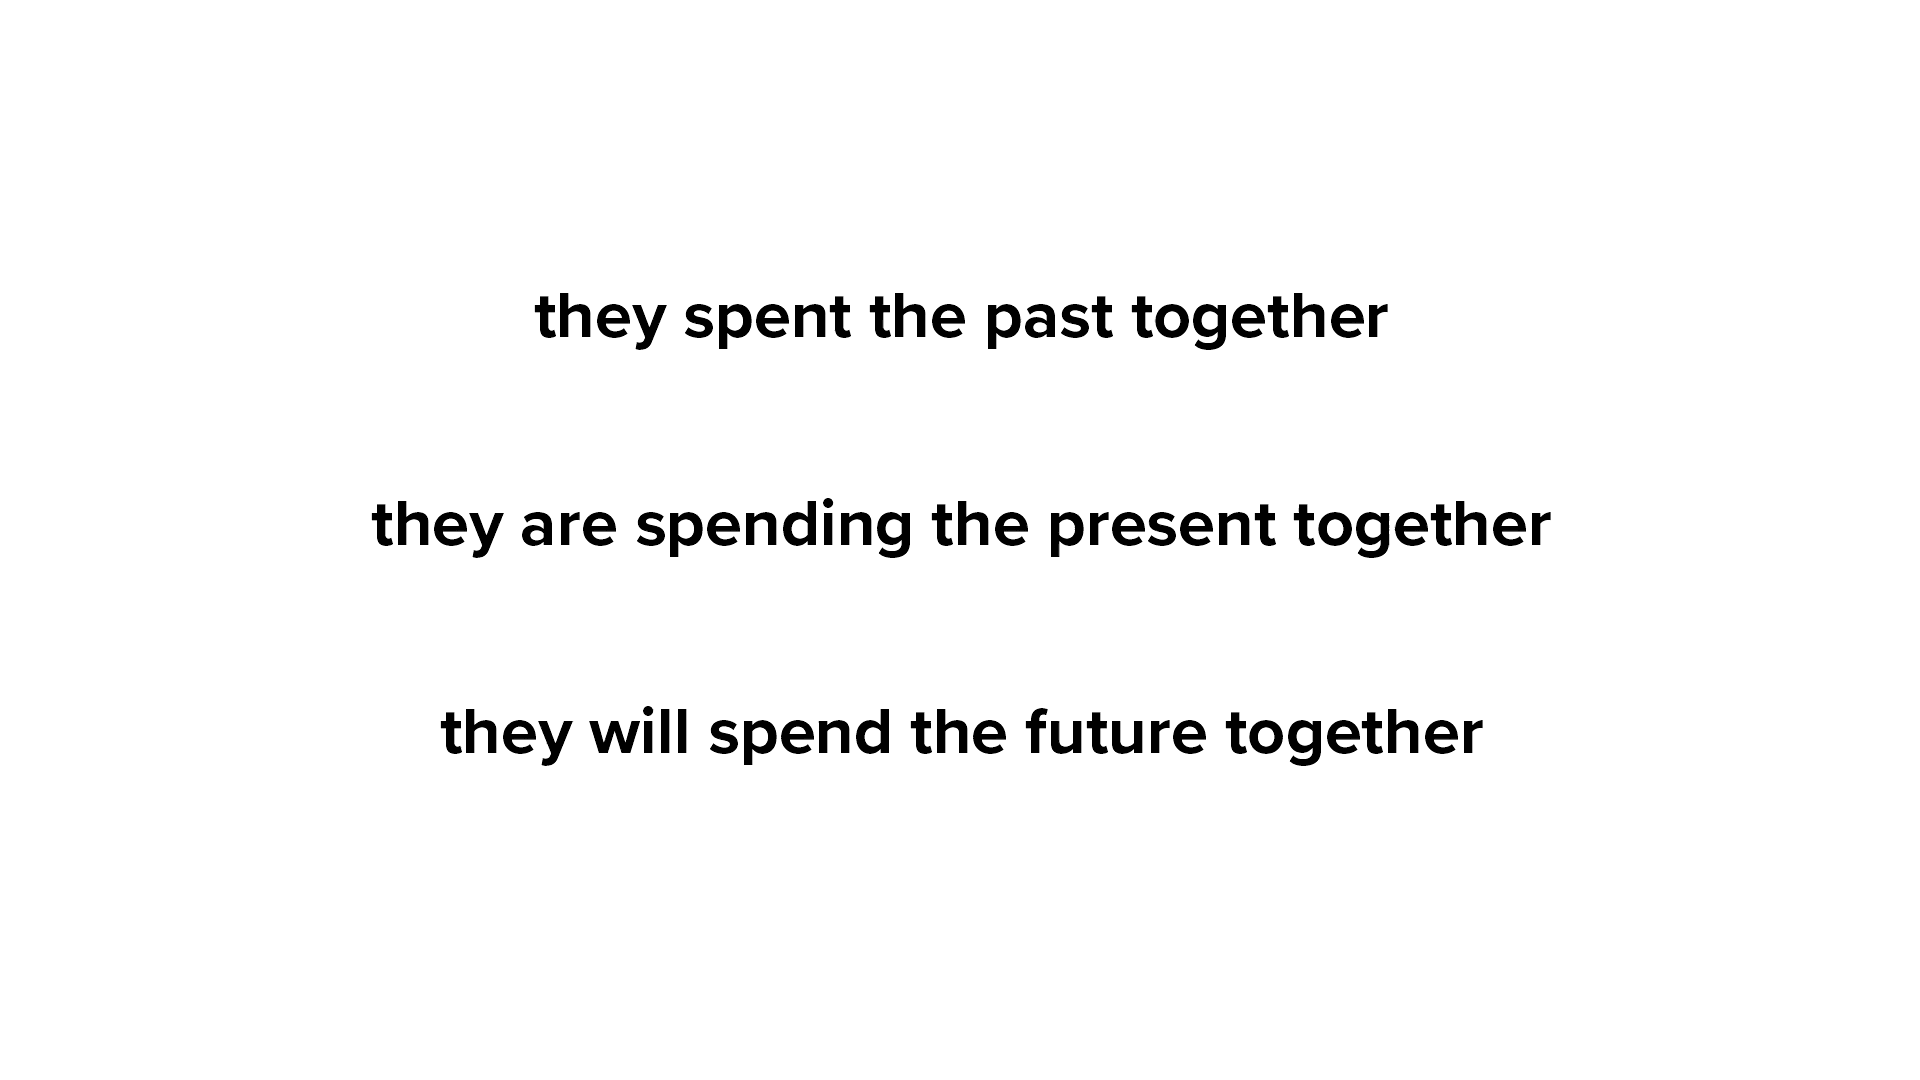 they spent the past together
they are spending the present together
they will spend the future together